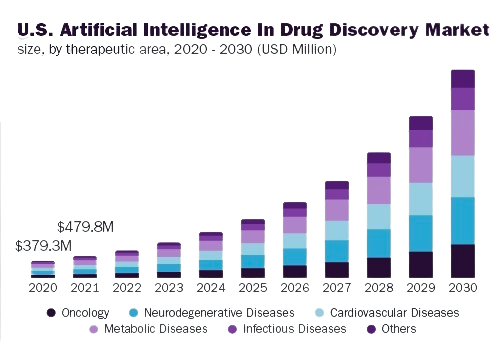 U.S. Artificial Intelligence In Drug Discovery Market
size, by therapeutic area, 2020 - 2030 (USD Million)
$479.8M
$379.3M
2020 2021 2022 2023 2024 2025 2026 2027 2028 2029 2030
Oncology Neurodegenerative Diseases Cardiovascular Diseases
Metabolic Diseases Infectious Diseases Others